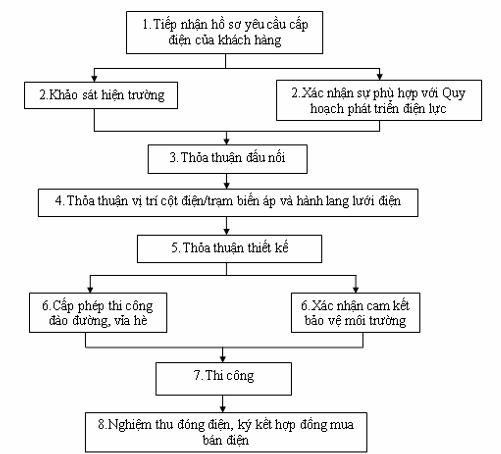 1.Tiếp nhận hồ sơ yêu cầu cấp
điện của khách hàng
2.Khảo sát hiện trường
2.Xác nhận sự phù hợp với Quy
hoạch phát triển điện lực
3.Thỏa thuận đấu nối
4.Thỏa thuận vị trí cột điện/trạm biến áp và hành lang lưới điện
5.Thỏa thuận thiết kế
6.Cấp phép thi công
đào đường, vỉa hè
6.Xác nhận cam kết
bảo vệ môi trường
7.Thi công
8.Nghiệm thu đóng điện, ký kết hợp đồng mua
bán điện